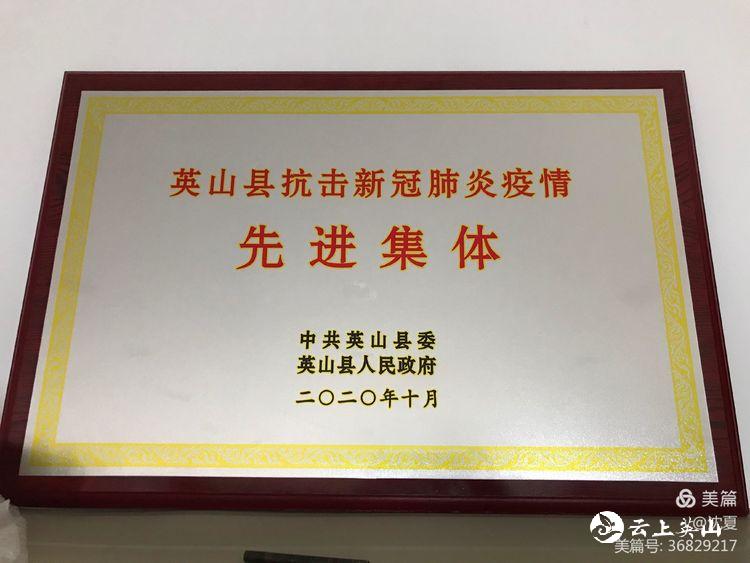 英山县抗击新冠肺炎疫情
先进集体
中共英山县委
英山县人民政府
二〇二〇年十月
美篇
云上英山
美篇号: 36829217